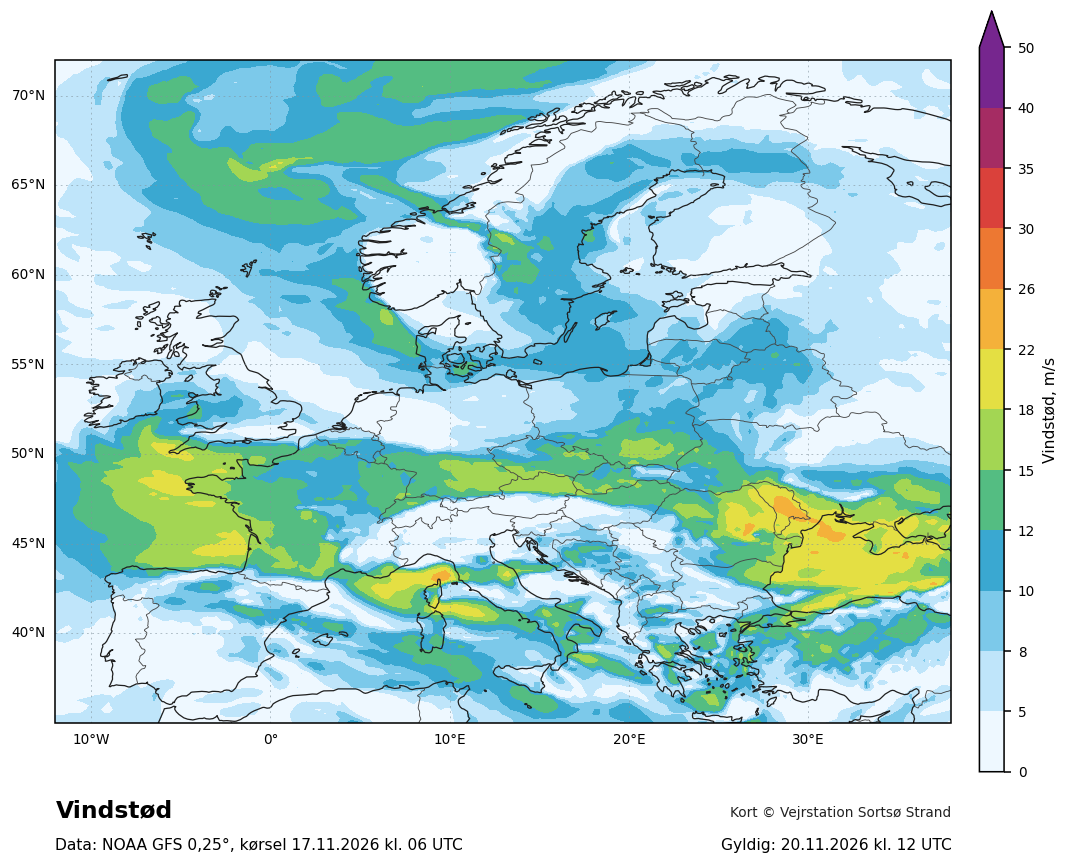 50
40
35
30
26
22
18
15
12
10
8
5
0
Vindstød, m/s
70°N
65°N
60°N
55°N
50°N
45°N
40°N
10°W
0°
10°E
20°E
30°E
Vindstød
Kort © Vejrstation Sortsø Strand
Data: NOAA GFS 0,25°, kørsel 17.11.2026 kl. 06 UTC
Gyldig: 20.11.2026 kl. 12 UTC